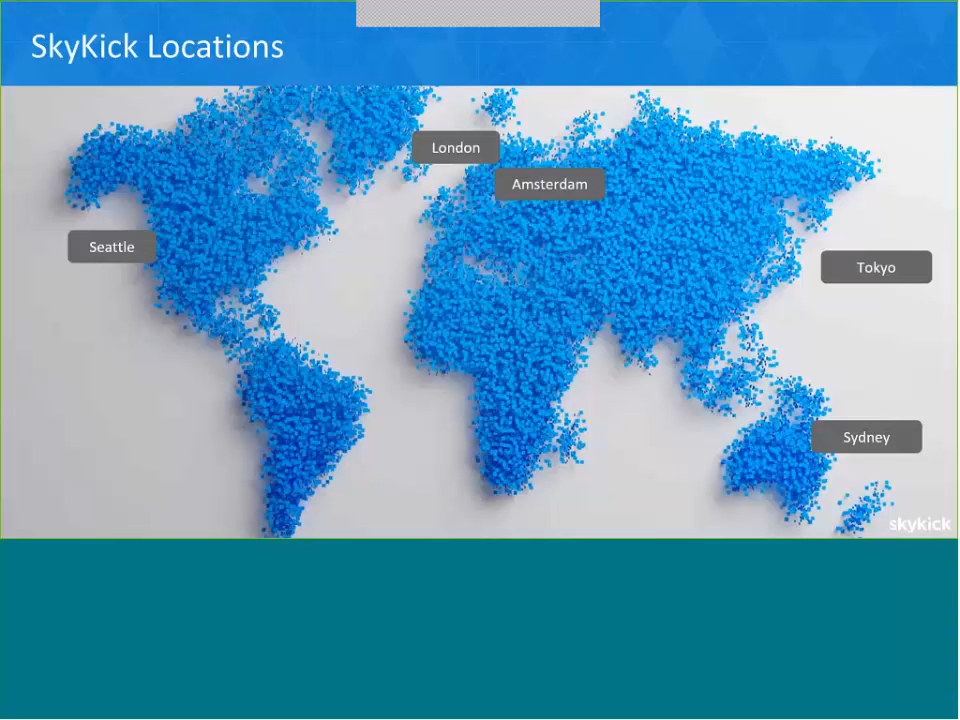 SkyKick Locations
London
Amsterdam
Seattle
Tokyo
Sydney
skykick